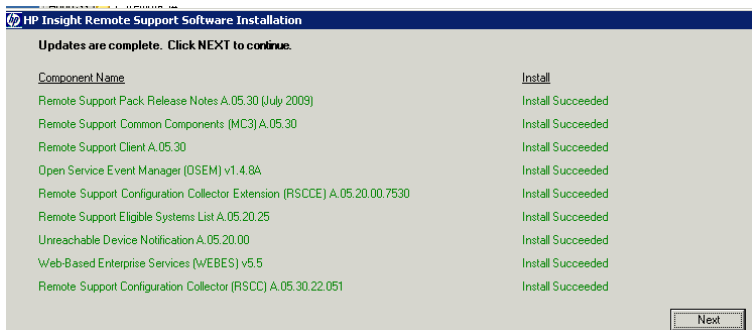 hp HP Insight Remote Support Software Installation
Updates are complete. Click NEXT to continue.
Component Name Install
Remote Support Pack Release Notes A.05.30 (July 2009) Install Succeeded
Remote Support Common Components (MC3) A.05.30 Install Succeeded
Remote Support Client A.05.30 Install Succeeded
Open Service Event Manager (OSEM) v1.4.8A Install Succeeded
Remote Support Configuration Collector Extension (RSCCE) A.05.20.00.7530 Install Succeeded
Remote Support Eligible Systems List A.05.20.25 Install Succeeded
Unreachable Device Notification A.05.20.00 Install Succeeded
Web-Based Enterprise Services (WEBES) v5.5 Install Succeeded
Remote Support Configuration Collector (RSCC) A.05.30.22.051 Install Succeeded
Next